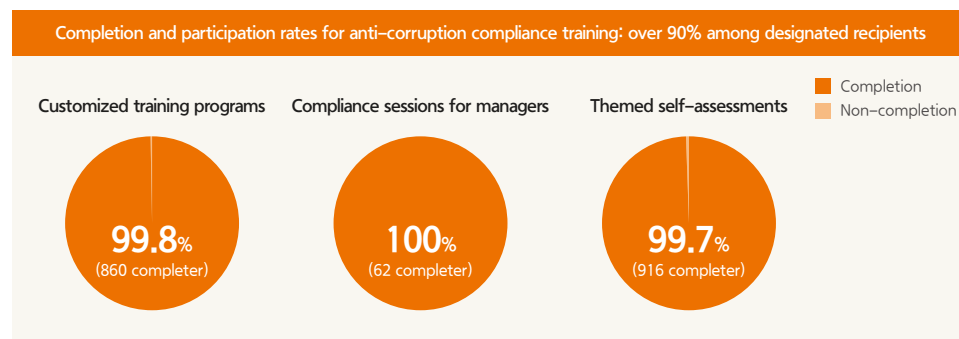 Completion and participation rates for anti-corruption compliance training: over 90% among designated recipients
Completion
Non-completion
Customized training programs
Compliance sessions for managers
Themed self-assessments
99.8%
(860 completer)
100%
(62 completer)
99.7%
(916 completer)